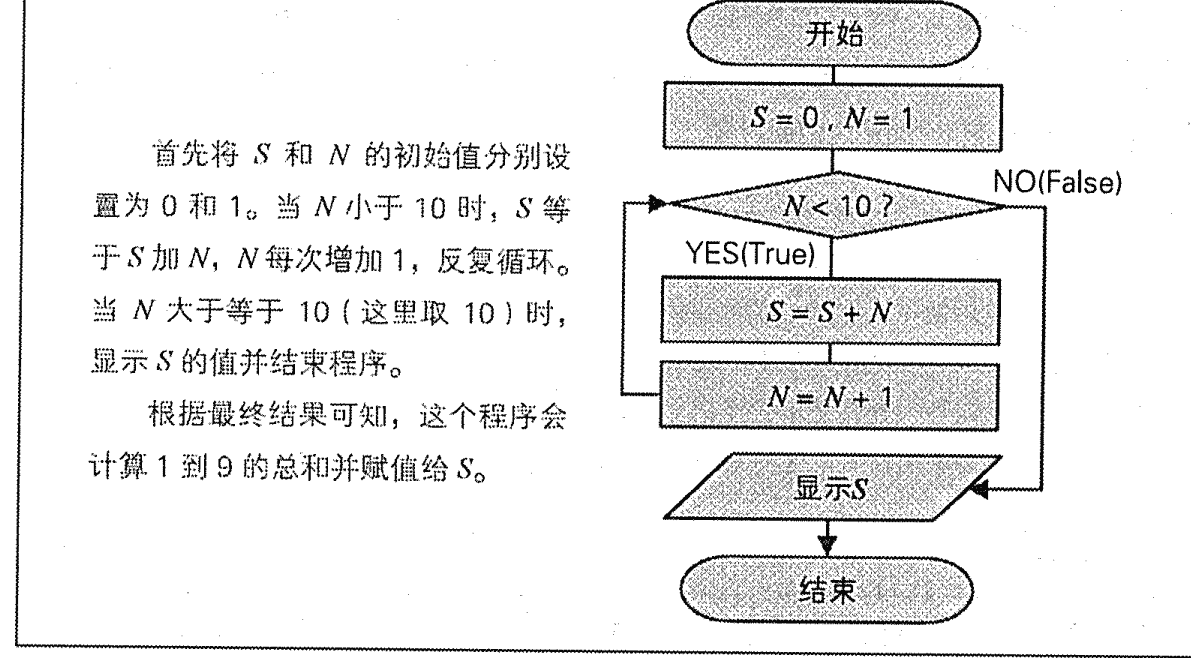 首先将 S 和 N 的初始值分别设
置为 0 和 1。当 N 小于 10 时，S 等
于 S 加 N，N 每次增加 1，反复循环。
当 N 大于等于 10（这里取 10）时，
显示 S 的值并结束程序。
根据最终结果可知，这个程序会
计算 1 到 9 的总和并赋值给 S。
开始
S = 0 , N = 1
N < 10 ?
NO(False)
YES(True)
S = S + N
N = N + 1
显示S
结束